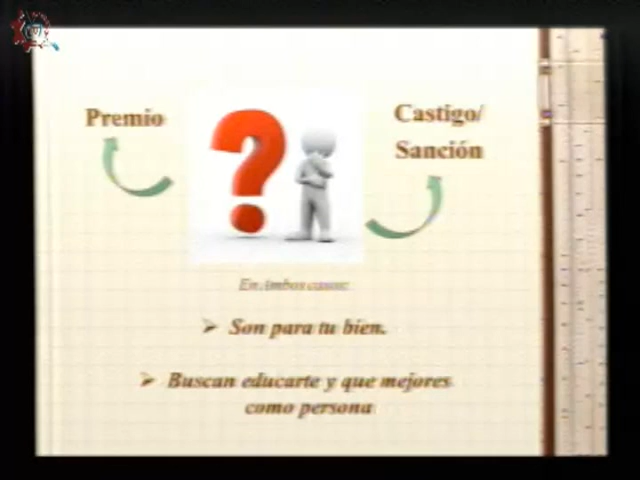 Premio
Castigo/
Sanción
En Ambos casos:
➢ Son para tu bien.
➢ Buscan educarte y que mejores
como persona